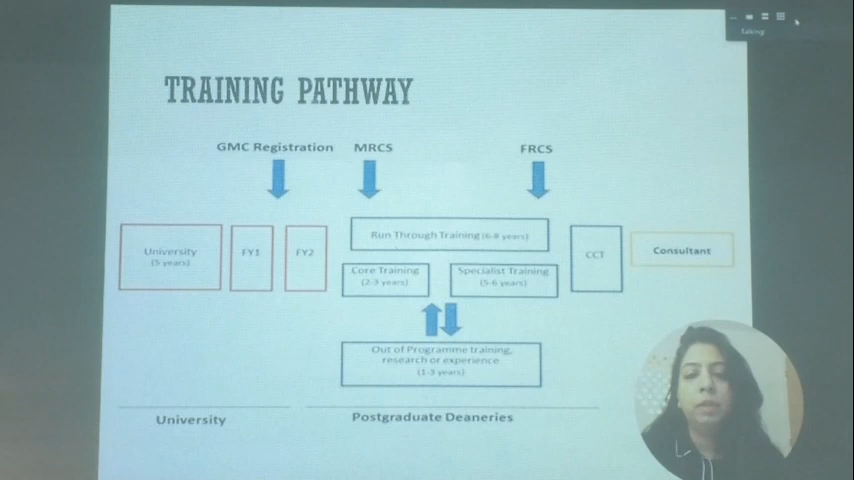 Talking:
TRAINING PATHWAY
GMC Registration MRCS FRCS
University
(5 years)
FY1
FY2
Run Through Training (6-8 years)
Core Training
(2-3 years)
Specialist Training
(5-6 years)
CCT
Consultant
Out of Programme training,
research or experience
(1-3 years)
University
Postgraduate Deaneries